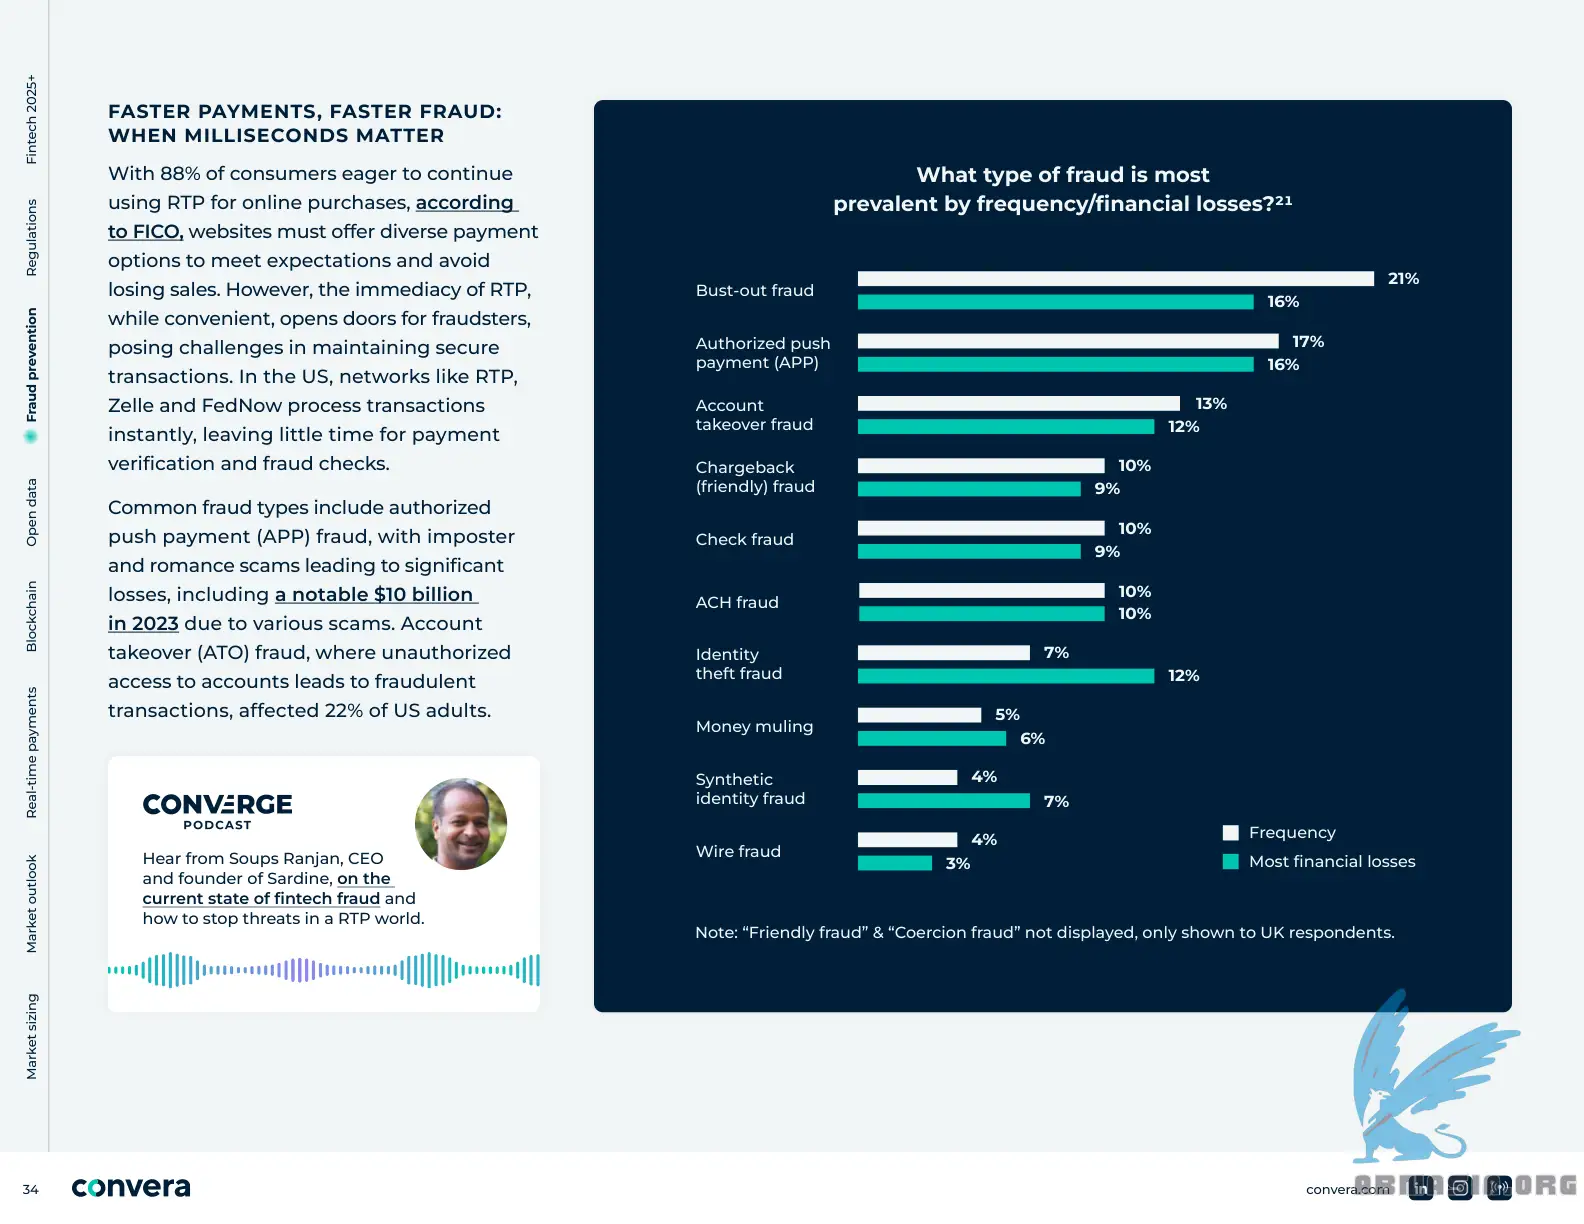 Fintech 2025+
Regulations
Fraud prevention
Open data
Blockchain
Real-time payments
Market outlook
Market sizing
FASTER PAYMENTS, FASTER FRAUD:
WHEN MILLISECONDS MATTER
With 88% of consumers eager to continue
using RTP for online purchases, according
to FICO, websites must offer diverse payment
options to meet expectations and avoid
losing sales. However, the immediacy of RTP,
while convenient, opens doors for fraudsters,
posing challenges in maintaining secure
transactions. In the US, networks like RTP,
Zelle and FedNow process transactions
instantly, leaving little time for payment
verification and fraud checks.
Common fraud types include authorized
push payment (APP) fraud, with imposter
and romance scams leading to significant
losses, including a notable $10 billion
in 2023 due to various scams. Account
takeover (ATO) fraud, where unauthorized
access to accounts leads to fraudulent
transactions, affected 22% of US adults.
CONVERGE
PODCAST
Hear from Soups Ranjan, CEO
and founder of Sardine, on the
current state of fintech fraud and
how to stop threats in a RTP world.
What type of fraud is most
prevalent by frequency/financial losses?²¹
Bust-out fraud
21%
16%
Authorized push
payment (APP)
17%
16%
Account
takeover fraud
13%
12%
Chargeback
(friendly) fraud
10%
9%
Check fraud
10%
9%
ACH fraud
10%
10%
Identity
theft fraud
7%
12%
Money muling
5%
6%
Synthetic
identity fraud
4%
7%
Wire fraud
4%
3%
Frequency
Most financial losses
Note: “Friendly fraud” & “Coercion fraud” not displayed, only shown to UK respondents.
34
convera
convera.com
in